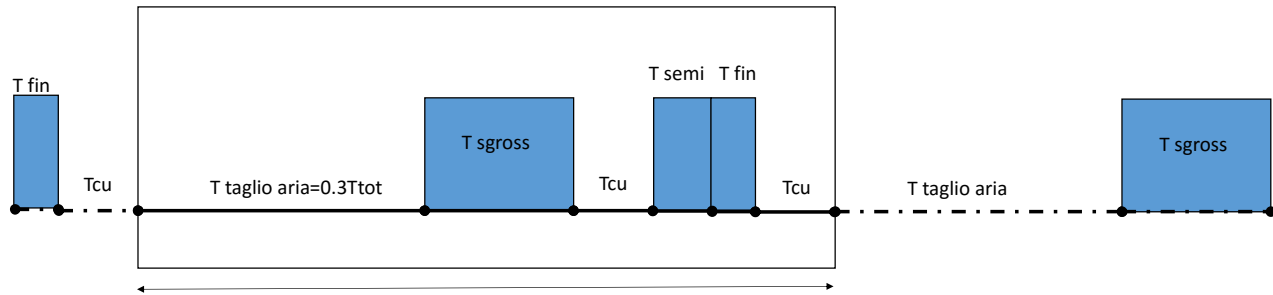 T fin
Tcu
T taglio aria=0.3Ttot
T sgross
Tcu
T semi
T fin
Tcu
T taglio aria
T sgross